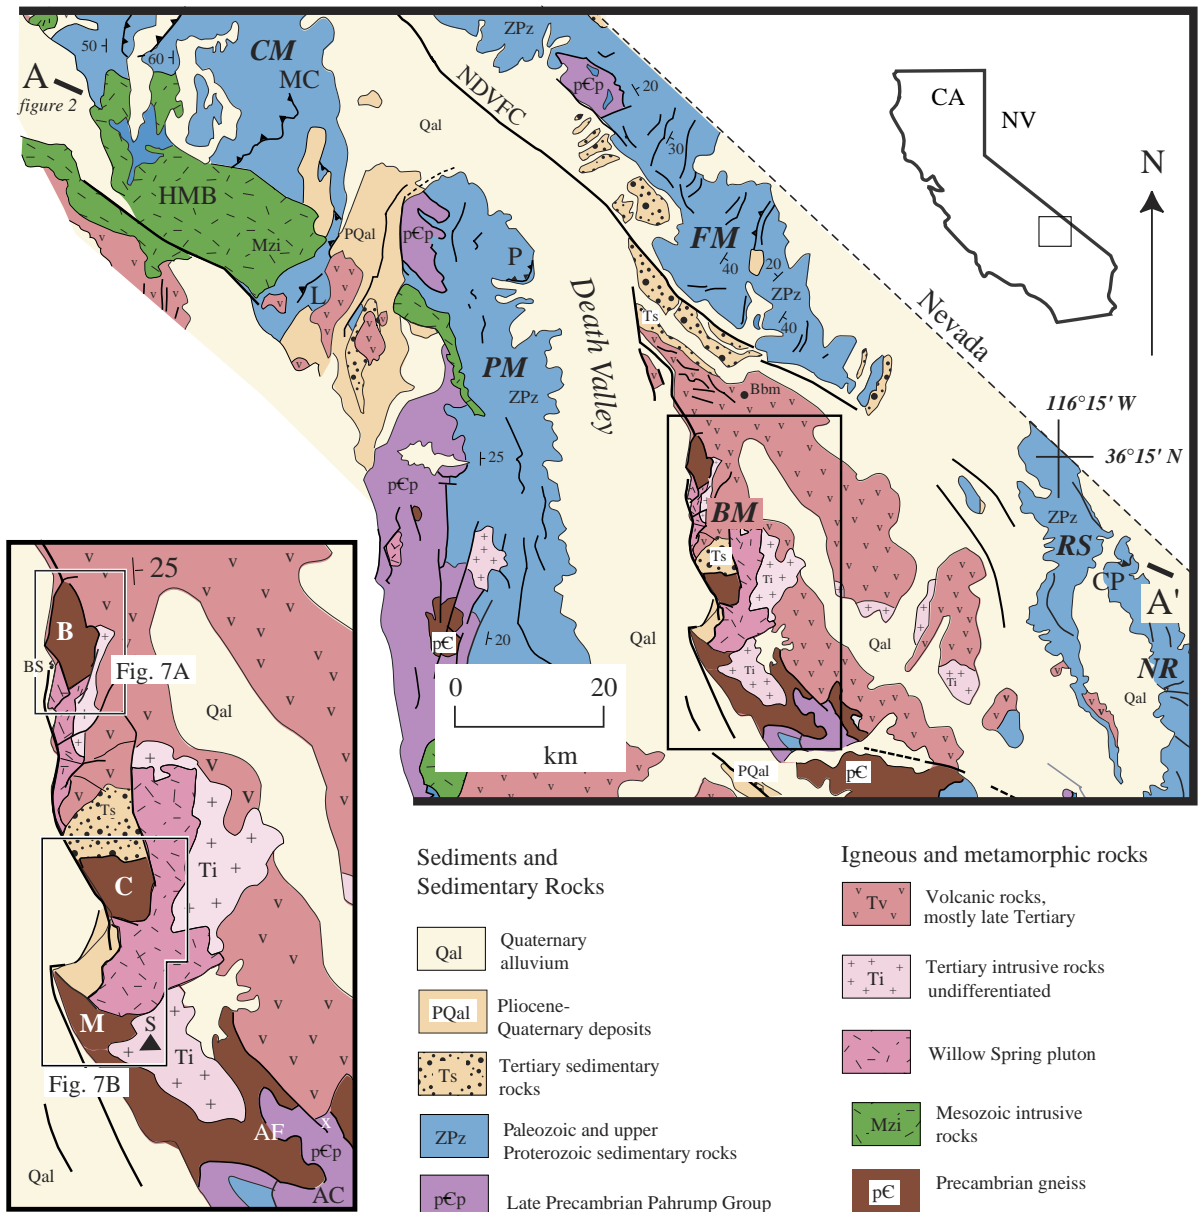 A
figure 2
50
60
CM
MC
HMB
Mzi
L
v
PQal
pЄp
P
PM
ZPz
25
pЄp
pЄ
20
Qal
NDVFC
ZPz
pЄp
20
30
FM
40
20
ZPz
40
Death Valley
Ts
Bbm
BM
Ts
Ti
Ti
Qal
Qal
Ti
PQal
pЄ
Nevada
CA
NV
N
116°15' W
36°15' N
ZPz
RS
CP
A'
NR
Qal
0 20
km
25
B
BS
Fig. 7A
Qal
Ts
C
Ti
M
S
Ti
Fig. 7B
AF
x
pЄp
AC
Qal
Sediments and
Sedimentary Rocks
Qal Quaternary
alluvium
PQal Pliocene-
Quaternary deposits
Ts Tertiary sedimentary
rocks
ZPz Paleozoic and upper
Proterozoic sedimentary rocks
pЄp Late Precambrian Pahrump Group
Igneous and metamorphic rocks
Tv Volcanic rocks,
mostly late Tertiary
Ti Tertiary intrusive rocks
undifferentiated
Willow Spring pluton
Mzi Mesozoic intrusive
rocks
pЄ Precambrian gneiss